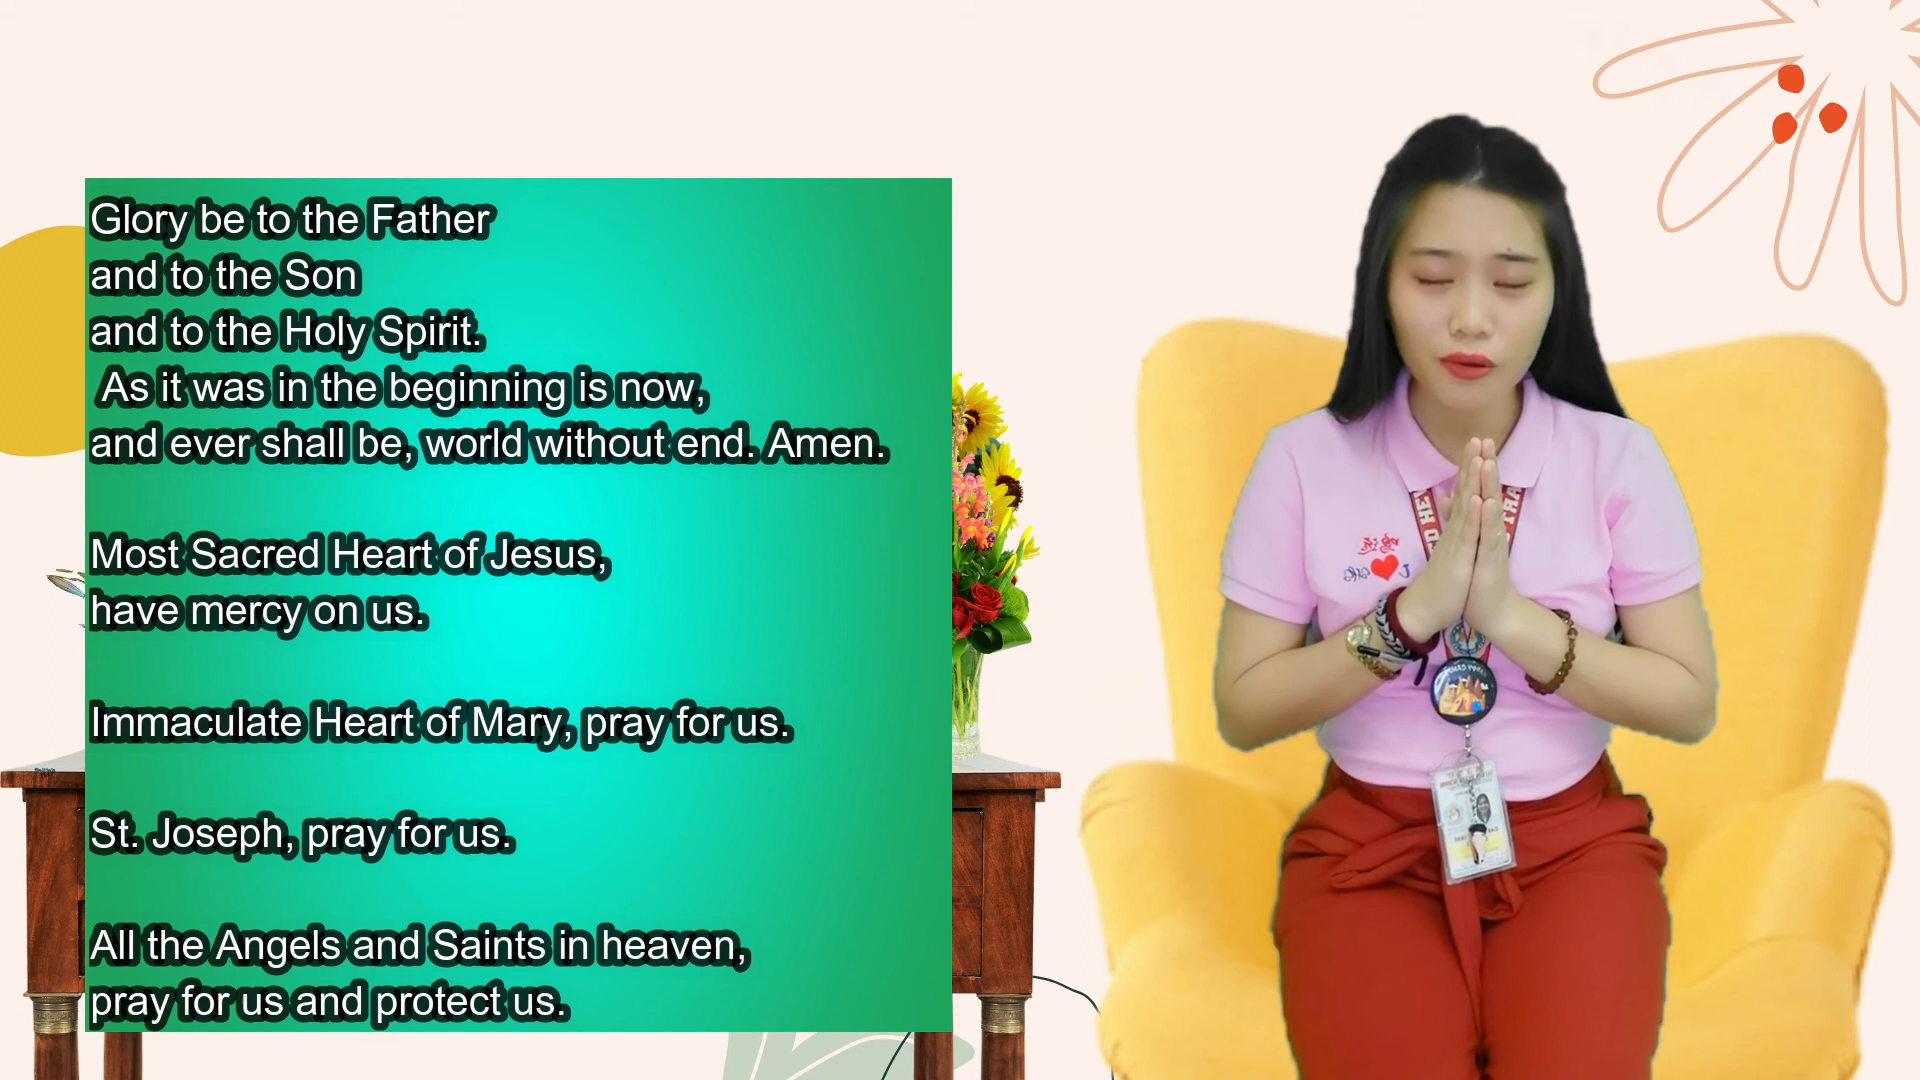 Glory be to the Father
and to the Son
and to the Holy Spirit.
As it was in the beginning is now,
and ever shall be, world without end. Amen.
Most Sacred Heart of Jesus,
have mercy on us.
Immaculate Heart of Mary, pray for us.
St. Joseph, pray for us.
All the Angels and Saints in heaven,
pray for us and protect us.